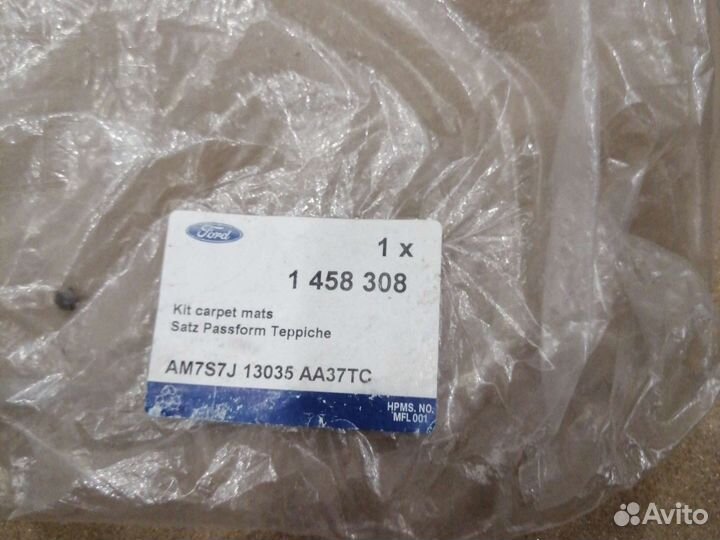 Ford
1 x
1 458 308
Kit carpet mats
Satz Passform Teppiche
AM7S7J 13035 AA37TC
HPMS. NO.
MFL 001
Avito